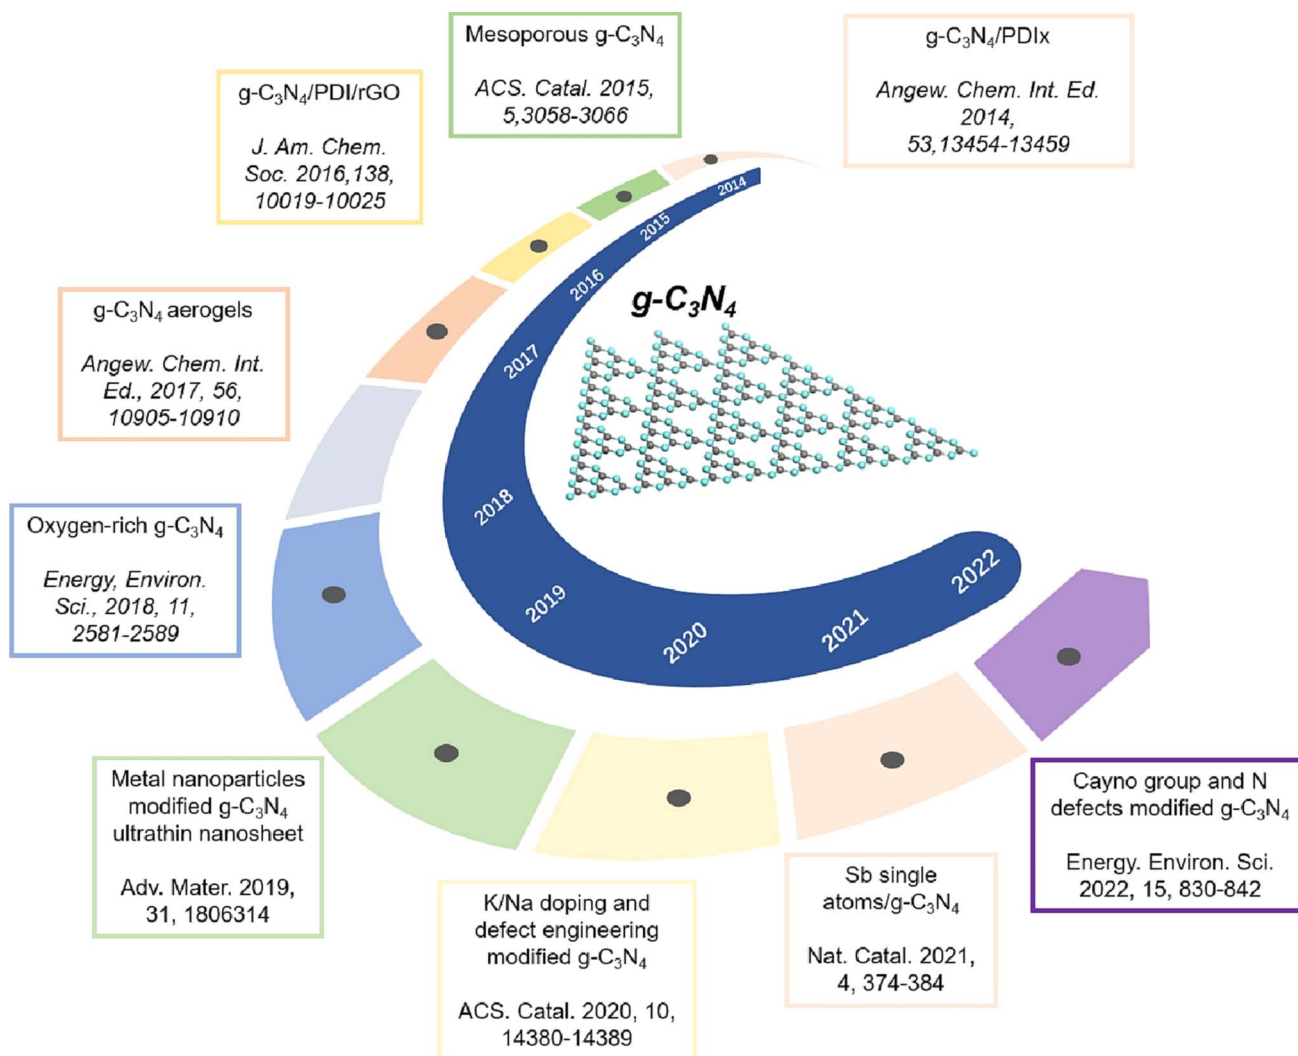 Mesoporous g-C₃N₄
ACS. Catal. 2015,
5,3058-3066
g-C₃N₄/PDIx
Angew. Chem. Int. Ed.
2014,
53,13454-13459
g-C₃N₄/PDI/rGO
J. Am. Chem.
Soc. 2016,138,
10019-10025
g-C₃N₄ aerogels
Angew. Chem. Int.
Ed., 2017, 56,
10905-10910
Oxygen-rich g-C₃N₄
Energy, Environ.
Sci., 2018, 11,
2581-2589
Metal nanoparticles
modified g-C₃N₄
ultrathin nanosheet
Adv. Mater. 2019,
31, 1806314
K/Na doping and
defect engineering
modified g-C₃N₄
ACS. Catal. 2020, 10,
14380-14389
Sb single
atoms/g-C₃N₄
Nat. Catal. 2021,
4, 374-384
Cayno group and N
defects modified g-C₃N₄
Energy. Environ. Sci.
2022, 15, 830-842
g-C₃N₄
2014
2015
2016
2017
2018
2019
2020
2021
2022